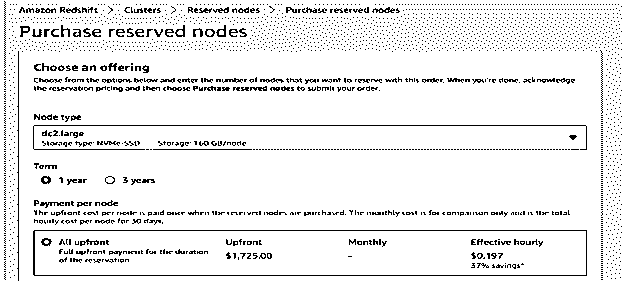 Amazon Redshift > Clusters > Reserved nodes > Purchase reserved nodes
Purchase reserved nodes
Choose an offering
Choose from the options below and enter the number of nodes that you want to reserve with this order. When you're done, acknowledge
the reservation pricing and then choose Purchase reserved nodes to submit your order.
Node type
dc2.large
Storage type: NVMe-SSD Storage: 160 GB/node
Term
1 year 3 years
Payment per node
The upfront cost per node is paid once when the reserved nodes are purchased. The monthly cost is for comparison only and is the total
hourly cost per node for 30 days.
All upfront Upfront Monthly Effective hourly
Full upfront payment for the duration $1,725.00 – $0.197
of the reservation 37% savings*